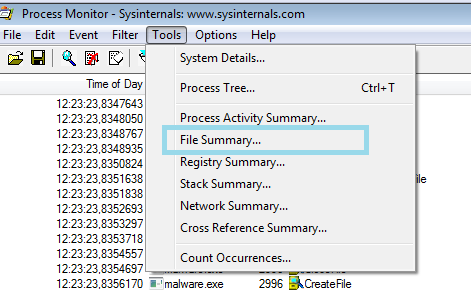 Process Monitor - Sysinternals: www.sysinternals.com
File Edit Event Filter Tools Options Help
Time of Day
System Details...
Process Tree... Ctrl+T
Process Activity Summary...
File Summary...
Registry Summary...
Stack Summary...
Network Summary...
Cross Reference Summary...
Count Occurrences...
12:23:23,8347643
12:23:23,8348050
12:23:23,8348767
12:23:23,8348935
12:23:23,8350824
12:23:23,8351638 file
12:23:23,8351838
12:23:23,8352693
12:23:23,8353297
12:23:23,8353718
12:23:23,8354557
12:23:23,8354697
12:23:23,8356170 malware.exe 2996 CreateFile